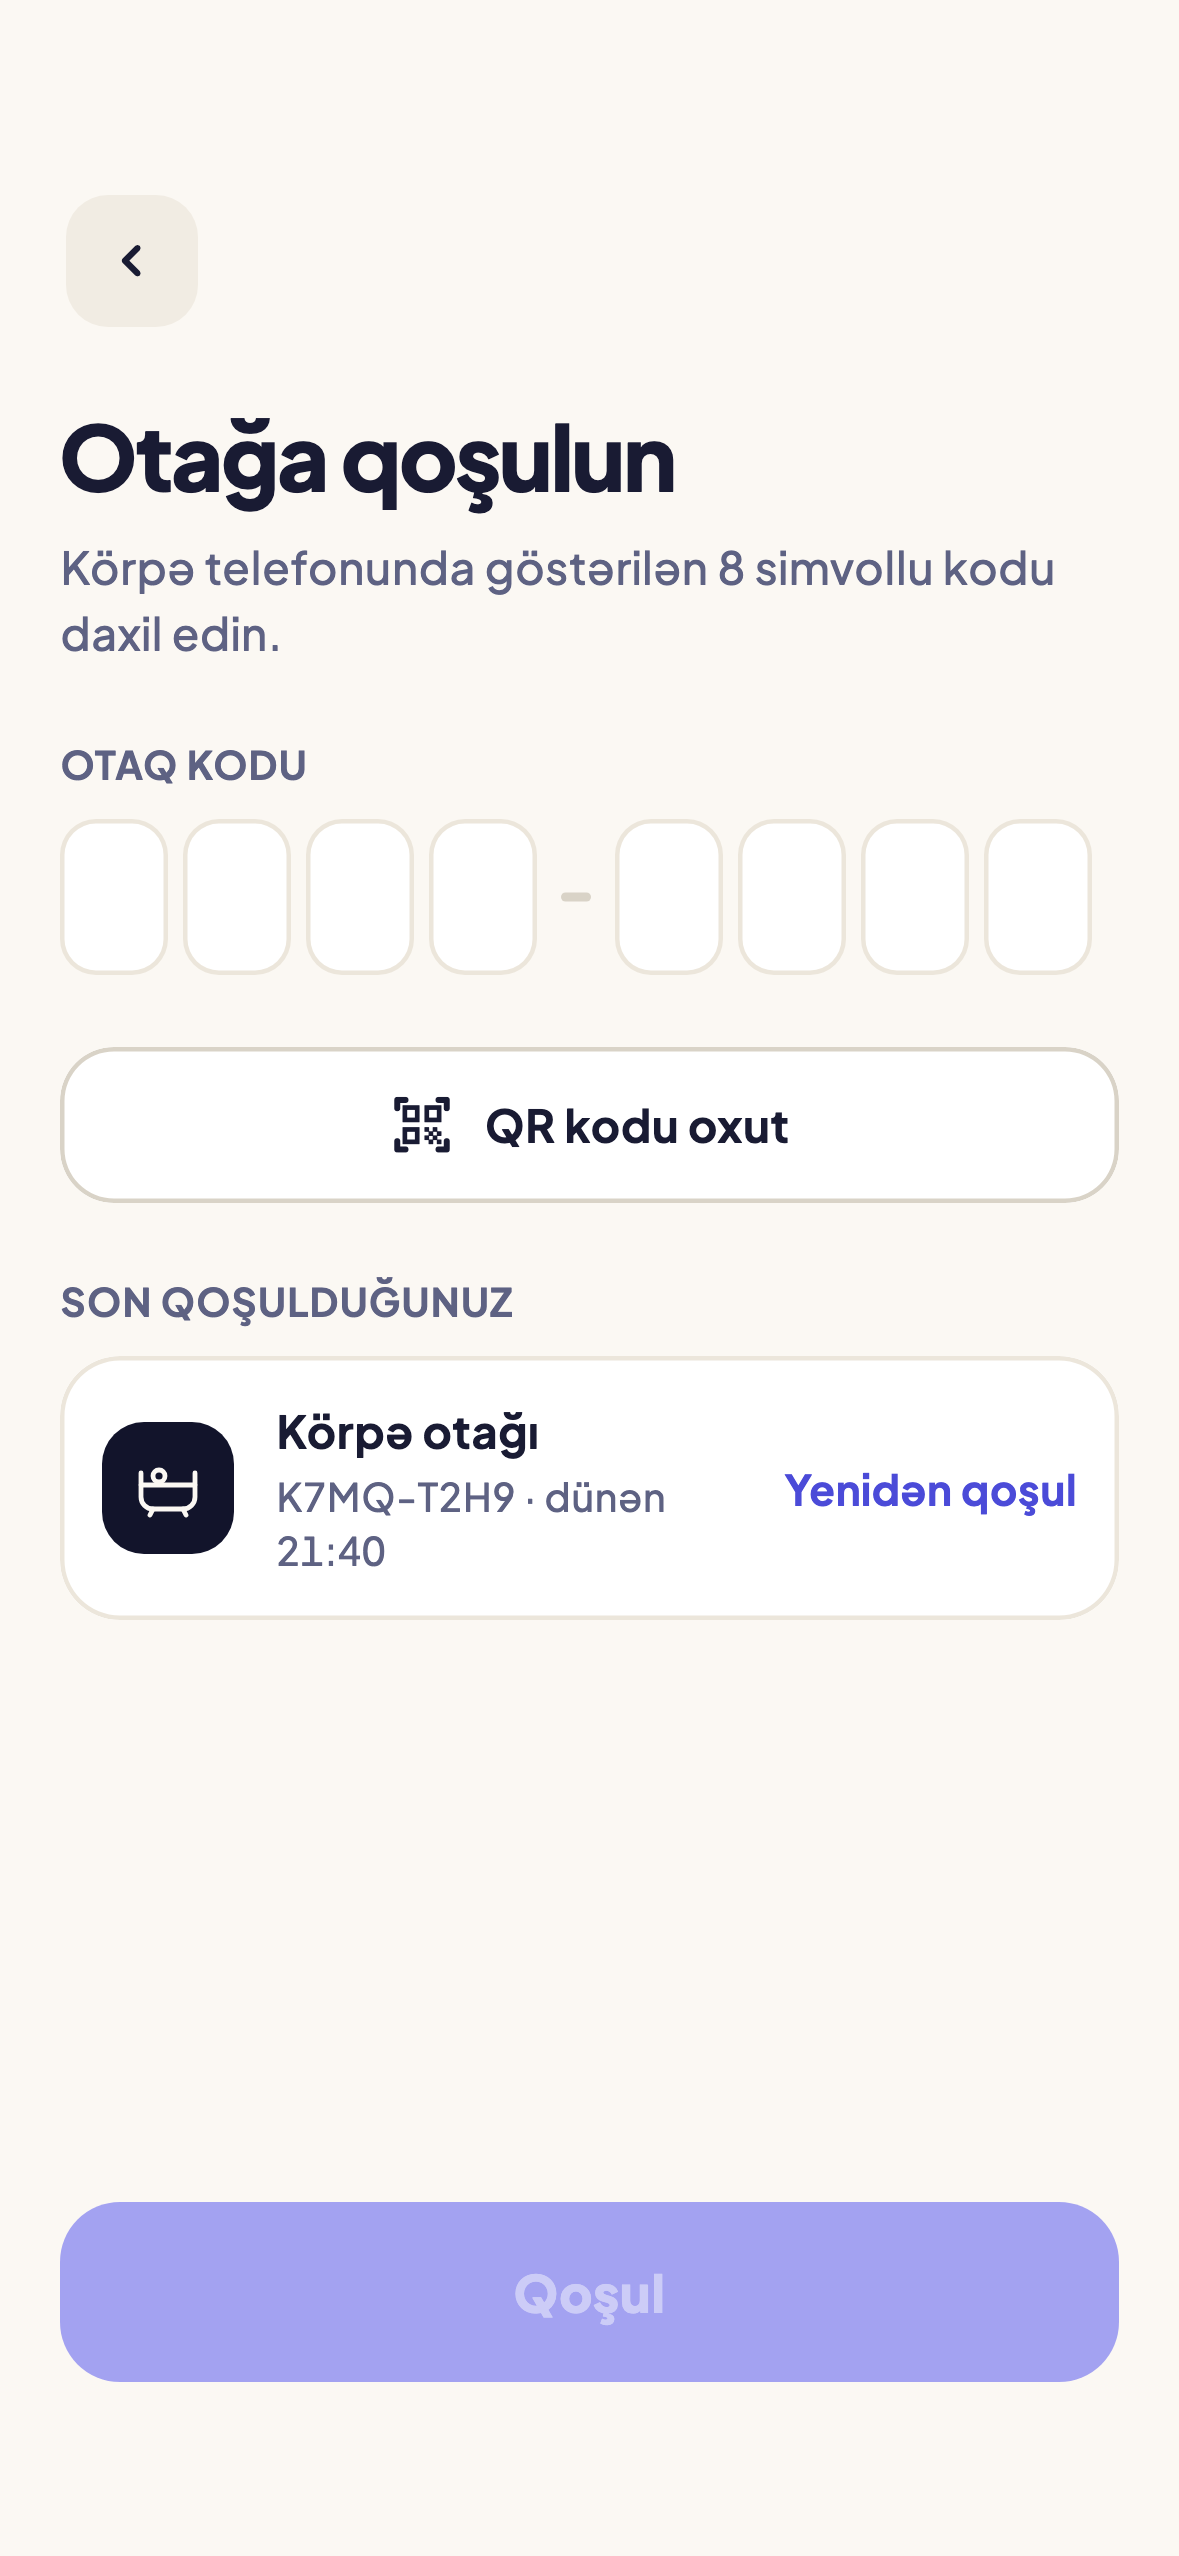 Otağa qoşulun
Körpə telefonunda göstərilən 8 simvollu kodu
daxil edin.
OTAQ KODU
–
QR kodu oxut
SON QOŞULDUĞUNUZ
Körpə otağı
K7MQ-T2H9 · dünən
21:40
Yenidən qoşul
Qoşul